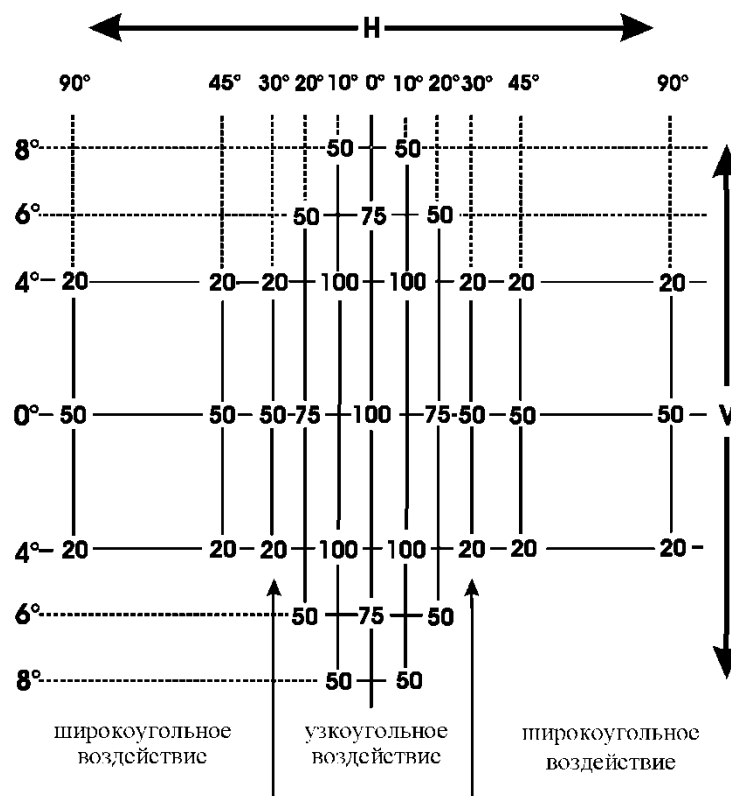 H
90° 45° 30° 20° 10° 0° 10° 20° 30° 45° 90°
8° 50 50
6° 50 75 50
4° 20 20 20 100 100 20 20 20
0° 50 50 50 75 100 75 50 50 50 V
4° 20 20 20 100 100 20 20 20
6° 50 75 50
8° 50 50
широкоугольное узкоугольное широкоугольное
воздействие воздействие воздействие